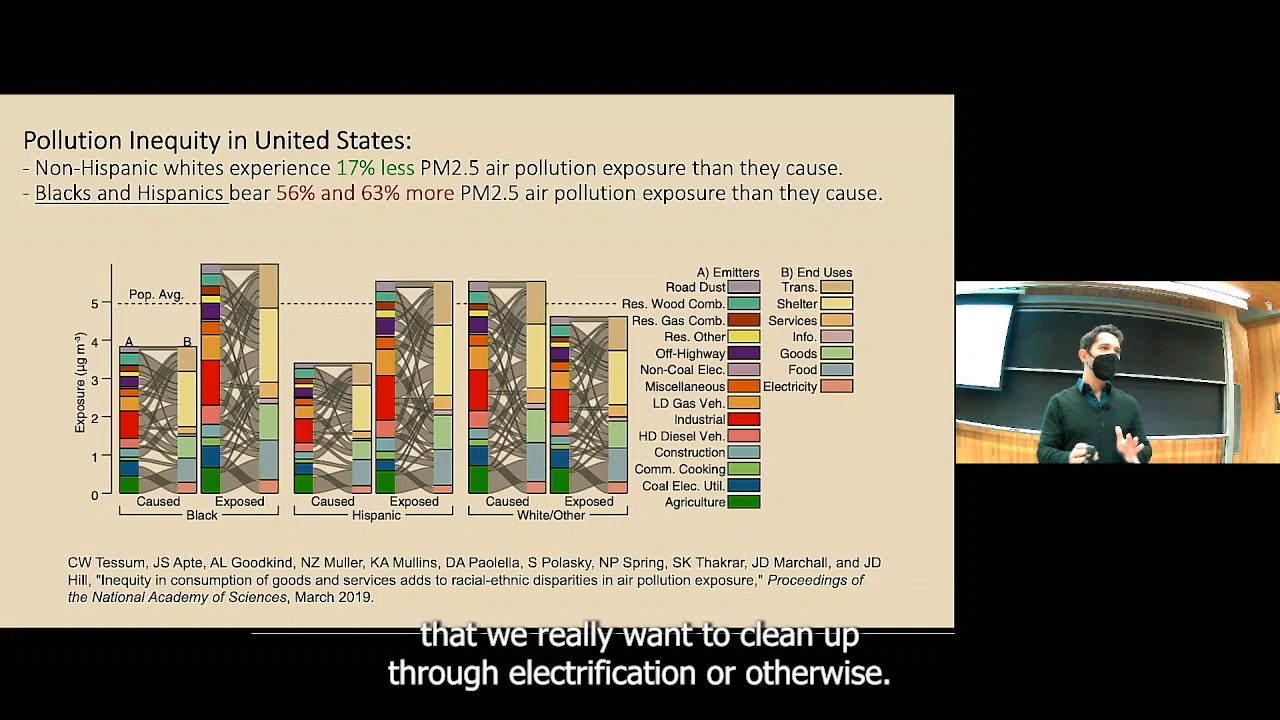 Pollution Inequity in United States:
- Non-Hispanic whites experience 17% less PM2.5 air pollution exposure than they cause.
- Blacks and Hispanics bear 56% and 63% more PM2.5 air pollution exposure than they cause.
Exposure (µg m⁻³)
5
4
3
2
1
0
Pop. Avg.
A
B
Caused
Exposed
Black
Caused
Exposed
Hispanic
Caused
Exposed
White/Other
A) Emitters
Road Dust
Res. Wood Comb.
Res. Gas Comb.
Res. Other
Off-Highway
Non-Coal Elec.
Miscellaneous
LD Gas Veh.
Industrial
HD Diesel Veh.
Construction
Comm. Cooking
Coal Elec. Util.
Agriculture
B) End Uses
Trans.
Shelter
Services
Info.
Goods
Food
Electricity
CW Tessum, JS Apte, AL Goodkind, NZ Muller, KA Mullins, DA Paolella, S Polasky, NP Spring, SK Thakrar, JD Marchall, and JD
Hill, "Inequity in consumption of goods and services adds to racial-ethnic disparities in air pollution exposure," Proceedings of
the National Academy of Sciences, March 2019.
that we really want to clean up
through electrification or otherwise.